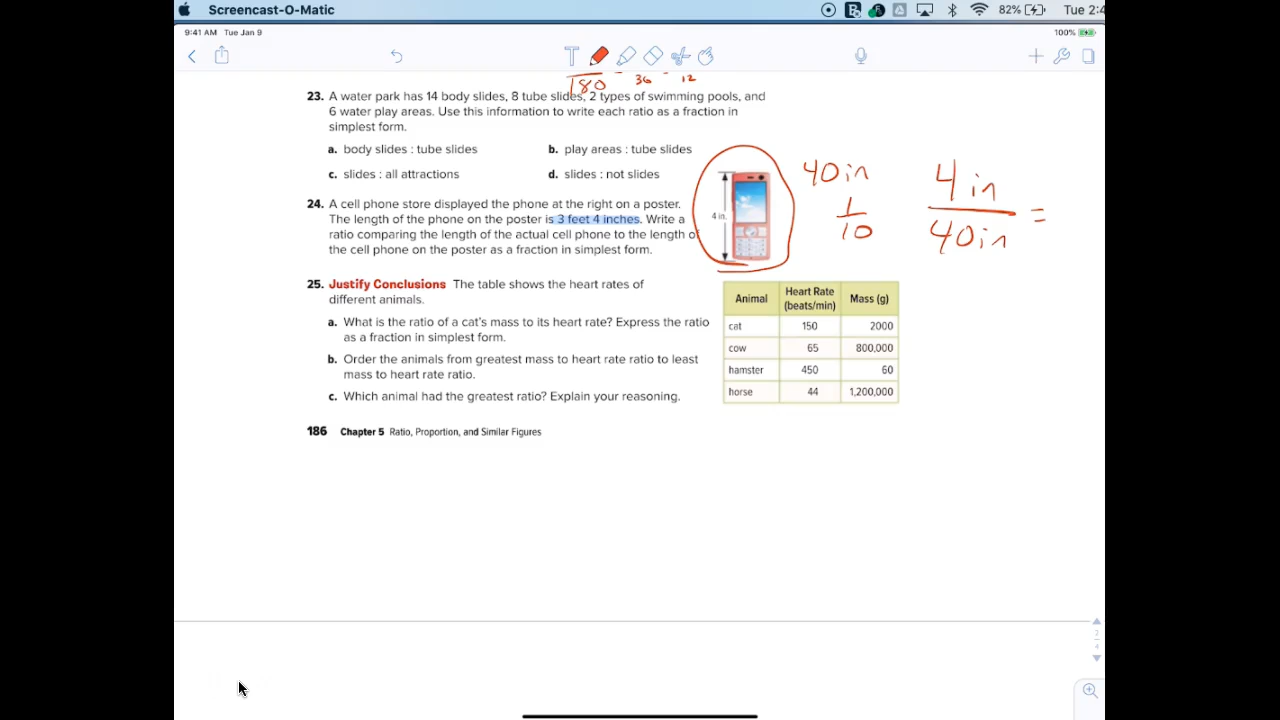 Screencast-O-Matic
82%
Tue 2:4
9:41 AM Tue Jan 9
100%
T
180
36
12
23. A water park has 14 body slides, 8 tube slides, 2 types of swimming pools, and
6 water play areas. Use this information to write each ratio as a fraction in
simplest form.
a. body slides : tube slides
b. play areas : tube slides
c. slides : all attractions
d. slides : not slides
24. A cell phone store displayed the phone at the right on a poster.
The length of the phone on the poster is 3 feet 4 inches. Write a
ratio comparing the length of the actual cell phone to the length of
the cell phone on the poster as a fraction in simplest form.
4 in.
40in
1
10
4 in
40in
=
25. Justify Conclusions The table shows the heart rates of
different animals.
a. What is the ratio of a cat's mass to its heart rate? Express the ratio
as a fraction in simplest form.
b. Order the animals from greatest mass to heart rate ratio to least
mass to heart rate ratio.
c. Which animal had the greatest ratio? Explain your reasoning.
Animal Heart Rate (beats/min) Mass (g)
cat 150 2000
cow 65 800,000
hamster 450 60
horse 44 1,200,000
186 Chapter 5 Ratio, Proportion, and Similar Figures